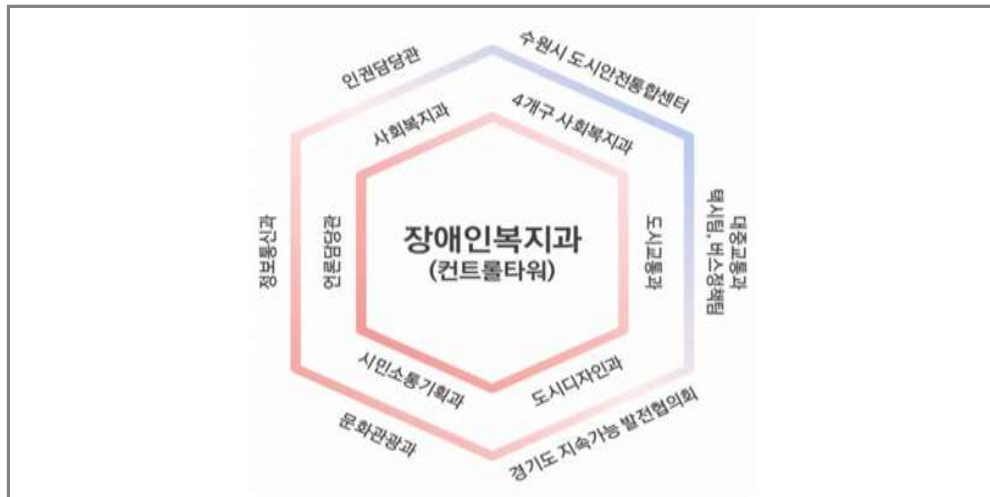 인권담당관
수원시 도시안전통합센터
사회복지과
4개구 사회복지과
정보통신과
언론담당관
장애인복지과
(컨트롤타워)
도시교통과
대중교통과
택시팀, 버스정책팀
시민소통기획과
도시디자인과
문화관광과
경기도 지속가능 발전협의회